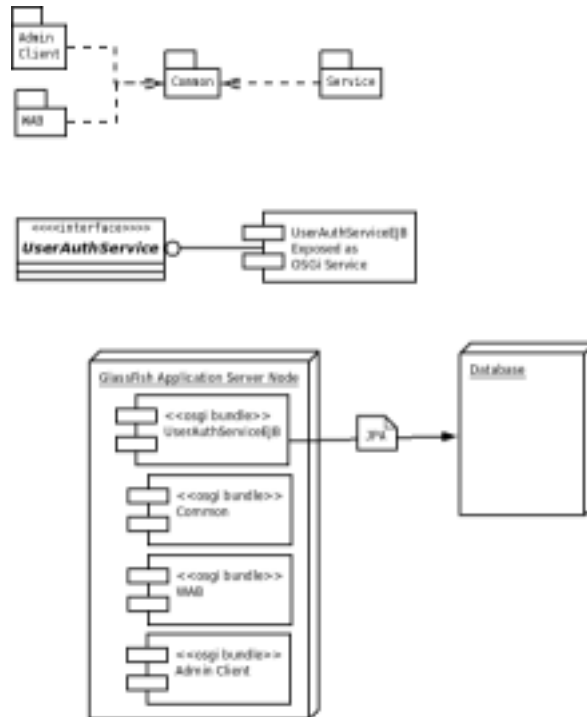 Admin
Client
Common
Service
WAB
<<<<interface>>>>
UserAuthService
UserAuthServiceEJB
Exposed as
OSGi Service
GlassFish Application Server Node
Database
<<osgi bundle>>
UserAuthServiceEJB
JPA
<<osgi bundle>>
Common
<<osgi bundle>>
WAB
<<osgi bundle>>
Admin Client